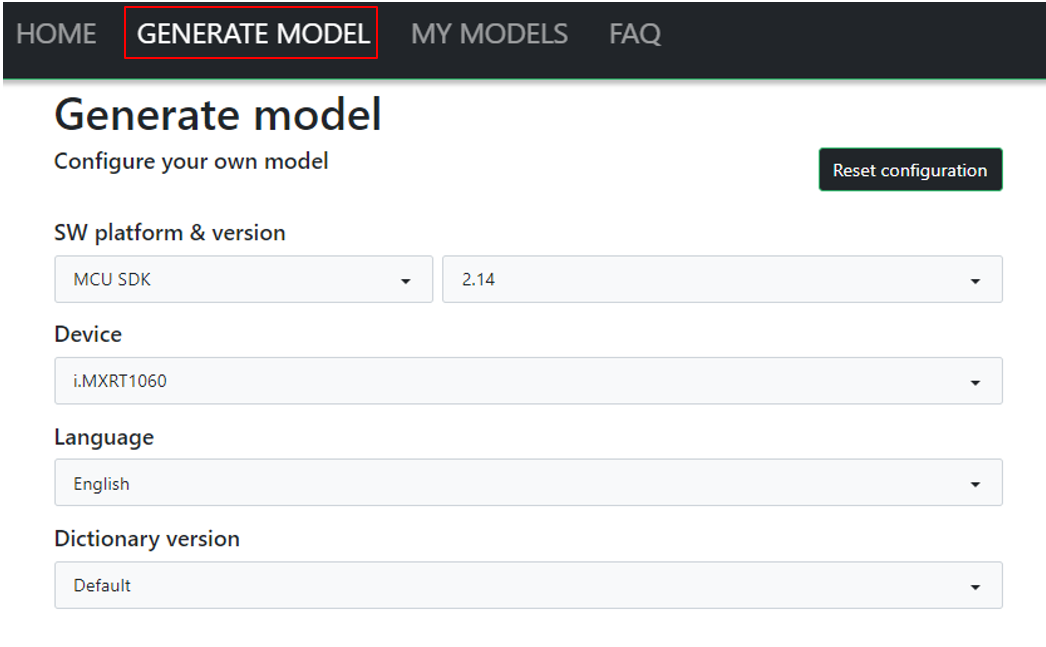 HOME GENERATE MODEL MY MODELS FAQ
Generate model
Configure your own model
Reset configuration
SW platform & version
MCU SDK 2.14
Device
i.MXRT1060
Language
English
Dictionary version
Default